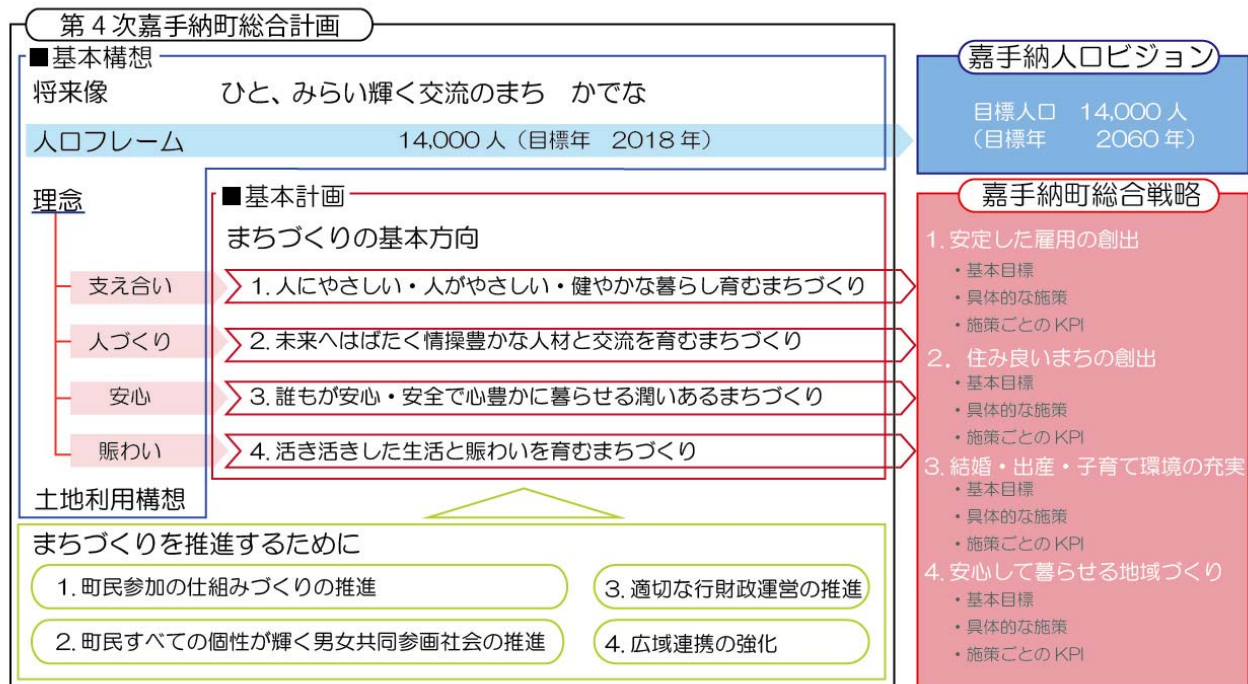 第4次嘉手納町総合計画
■基本構想
将来像 ひと、みらい輝く交流のまち かでな
人口フレーム 14,000人（目標年 2018年）
理念
支え合い
人づくり
安心
賑わい
土地利用構想
■基本計画
まちづくりの基本方向
1. 人にやさしい・人がやさしい・健やかな暮らし育むまちづくり
2. 未来へはばたく情操豊かな人材と交流を育むまちづくり
3. 誰もが安心・安全で心豊かに暮らせる潤いあるまちづくり
4. 活き活きした生活と賑わいを育むまちづくり
まちづくりを推進するために
1. 町民参加の仕組みづくりの推進
2. 町民すべての個性が輝く男女共同参画社会の推進
3. 適切な行財政運営の推進
4. 広域連携の強化
嘉手納人口ビジョン
目標人口 14,000人
（目標年 2060年）
嘉手納町総合戦略
1. 安定した雇用の創出
・基本目標
・具体的な施策
・施策ごとのKPI
2. 住み良いまちの創出
・基本目標
・具体的な施策
・施策ごとのKPI
3. 結婚・出産・子育て環境の充実
・基本目標
・具体的な施策
・施策ごとのKPI
4. 安心して暮らせる地域づくり
・基本目標
・具体的な施策
・施策ごとのKPI